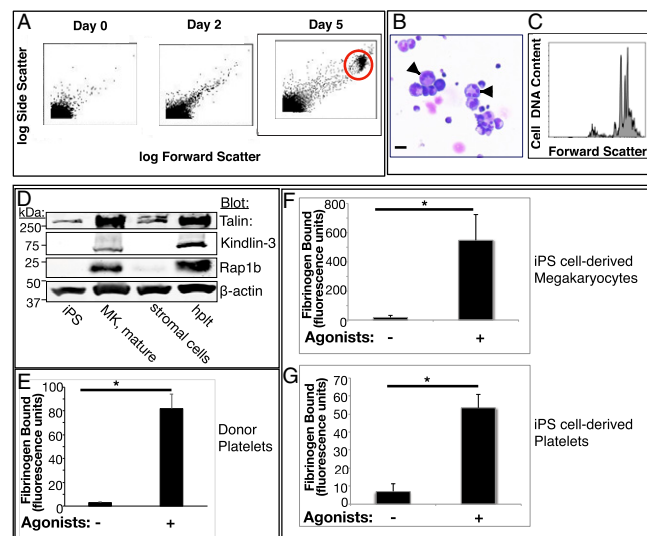 A
Day 0
Day 2
Day 5
log Side Scatter
log Forward Scatter
B
C
Cell DNA Content
Forward Scatter
D
kDa:
Blot:
250
Talin:
75
Kindlin-3
25
Rap1b
50
37
β-actin
iPS
MK, mature
stromal cells
hplt
E
Fibrinogen Bound
(fluorescence units)
100
80
60
40
20
0
*
Agonists: - +
Donor
Platelets
F
Fibrinogen Bound
(fluorescence units)
800
600
400
200
0
*
Agonists: - +
iPS cell-derived
Megakaryocytes
G
Fibrinogen Bound
(fluorescence units)
70
60
50
40
30
20
10
0
*
Agonists: - +
iPS cell-derived
Platelets